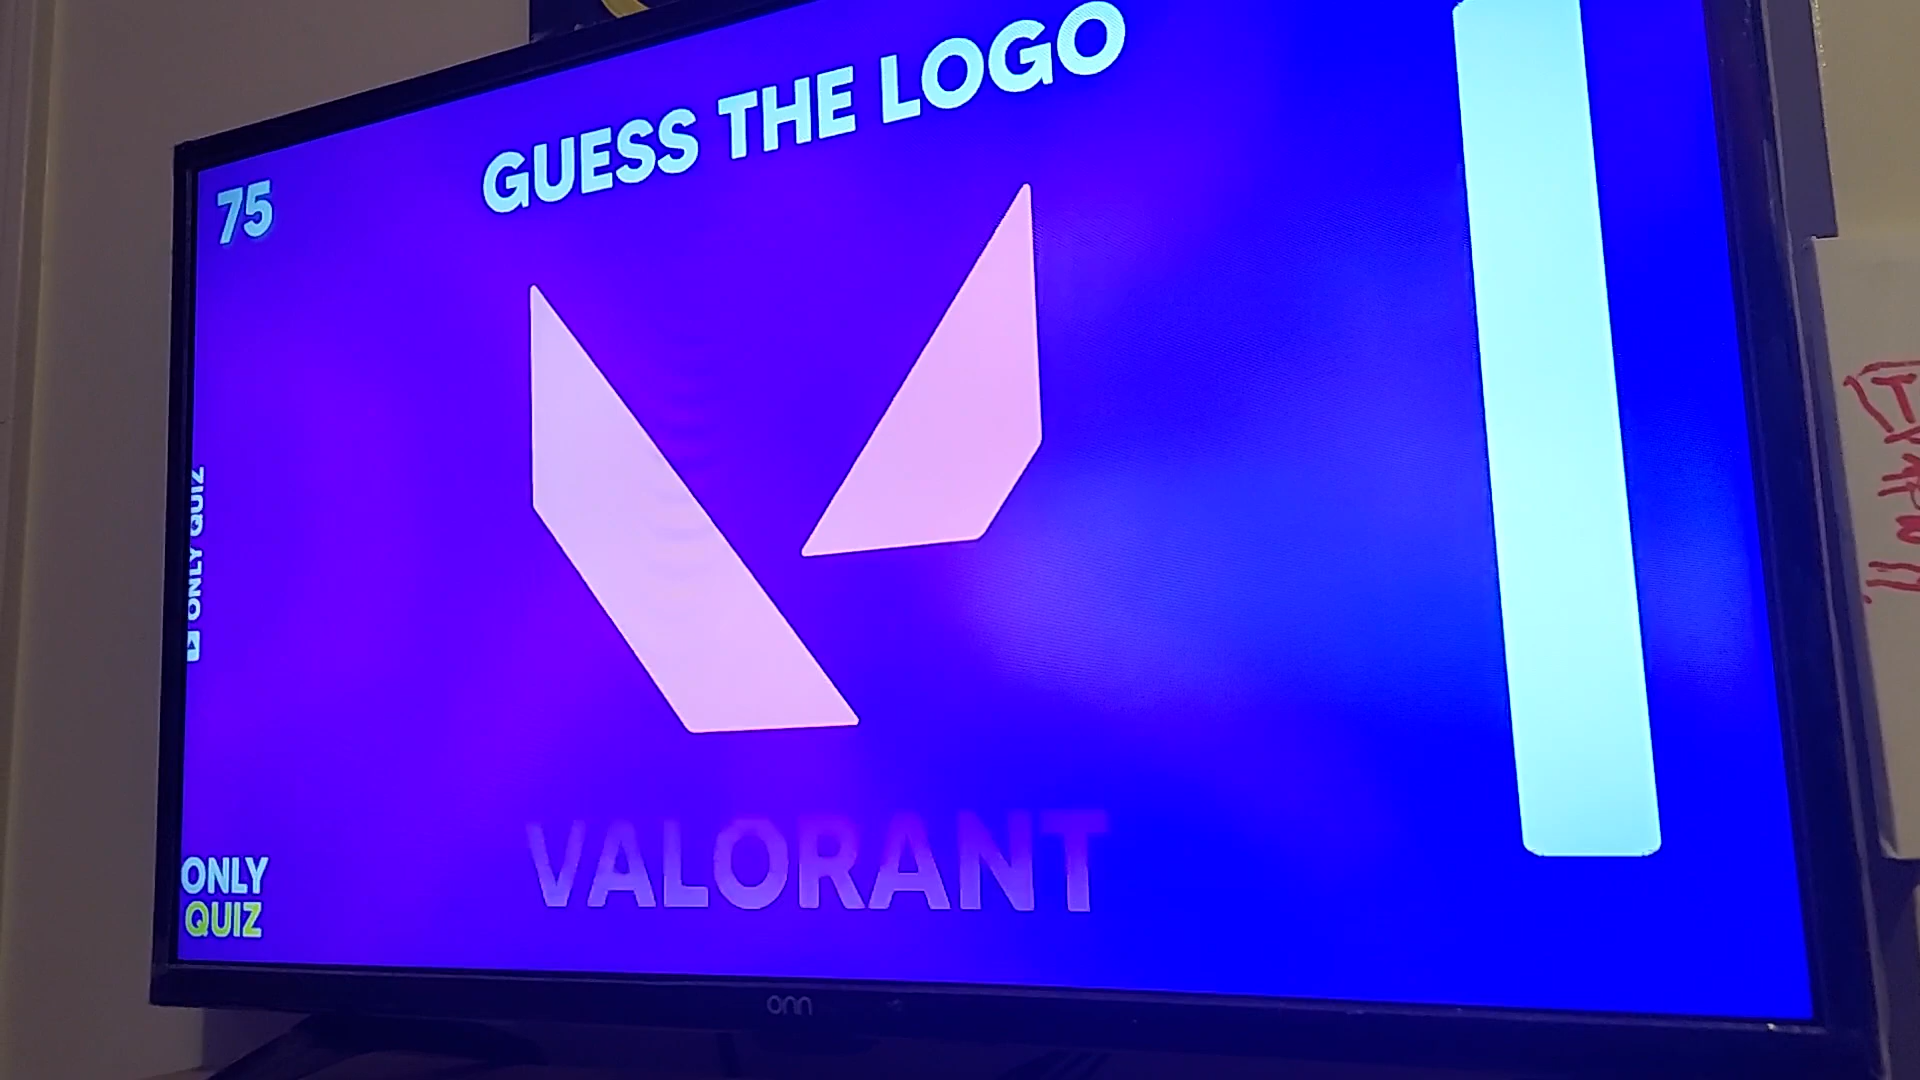 GUESS THE LOGO
75
ONLY QUIZ
VALORANT
ONLY
QUIZ
onn